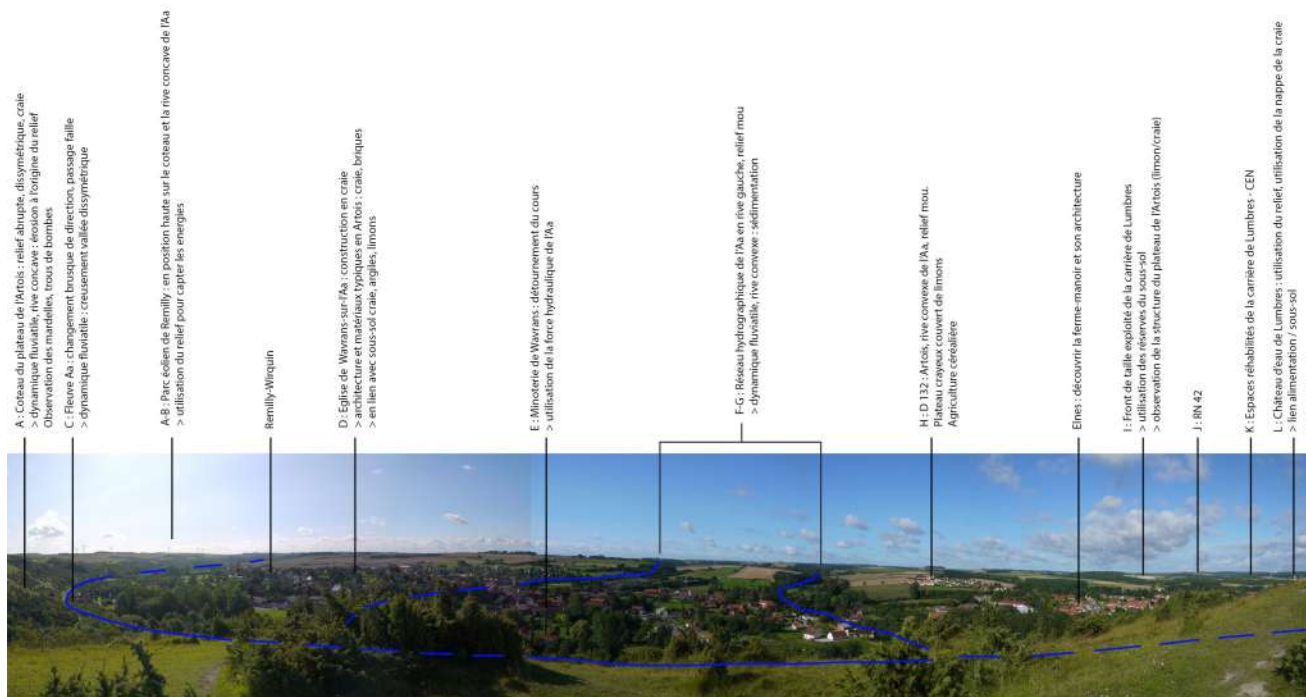 A : Coteau du plateau de l'Artois : relief abrupte, dissymétrique, craie
> dynamique fluviatile, rive concave : érosion à l'origine du relief
Observation des mardelles, trous de bombes
C : Fleuve Aa : changement brusque de direction, passage faille
> dynamique fluviatile : creusement vallée dissymétrique
A-B : Parc éolien de Remilly : en position haute sur le coteau et la rive concave de l'Aa
> utilisation du relief pour capter les energies
Remilly-Wirquin
D : Eglise de Wavrans-sur-l'Aa : construction en craie
> architecture et matériaux typiques en Artois : craie, briques
> en lien avec sous-sol craie, argiles, limons
E : Minoterie de Wavrans : détournement du cours
> utilisation de la force hydraulique de l'Aa
F-G : Réseau hydrographique de l'Aa en rive gauche, relief mou
> dynamique fluviatile, rive convexe : sédimentation
H : D 132 : Artois, rive convexe de l'Aa, relief mou.
Plateau crayeux couvert de limons
Agriculture céréalière
Elnes : découvrir la ferme-manoir et son architecture
I : Front de taille exploité de la carrière de Lumbres
> utilisation des réserves du sous-sol
> observation de la structure du plateau de l'Artois (limon/craie)
J : RN 42
K : Espaces réhabilités de la carrière de Lumbres - CEN
L : Château d'eau de Lumbres : utilisation du relief, utilisation de la nappe de la craie
> lien alimentation / sous-sol